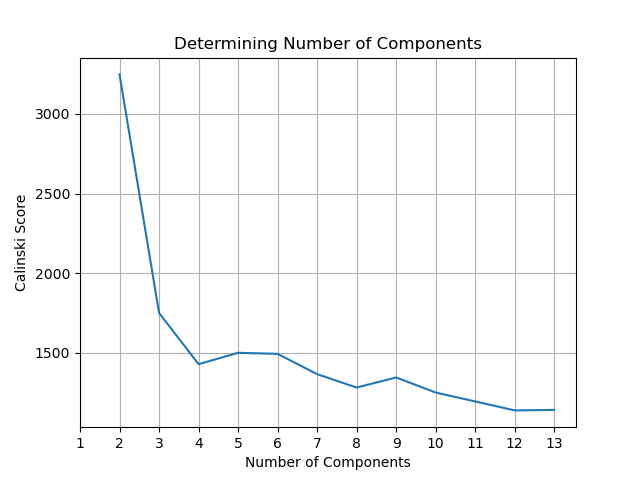 Determining Number of Components
Calinski Score
3000
2500
2000
1500
1 2 3 4 5 6 7 8 9 10 11 12 13
Number of Components